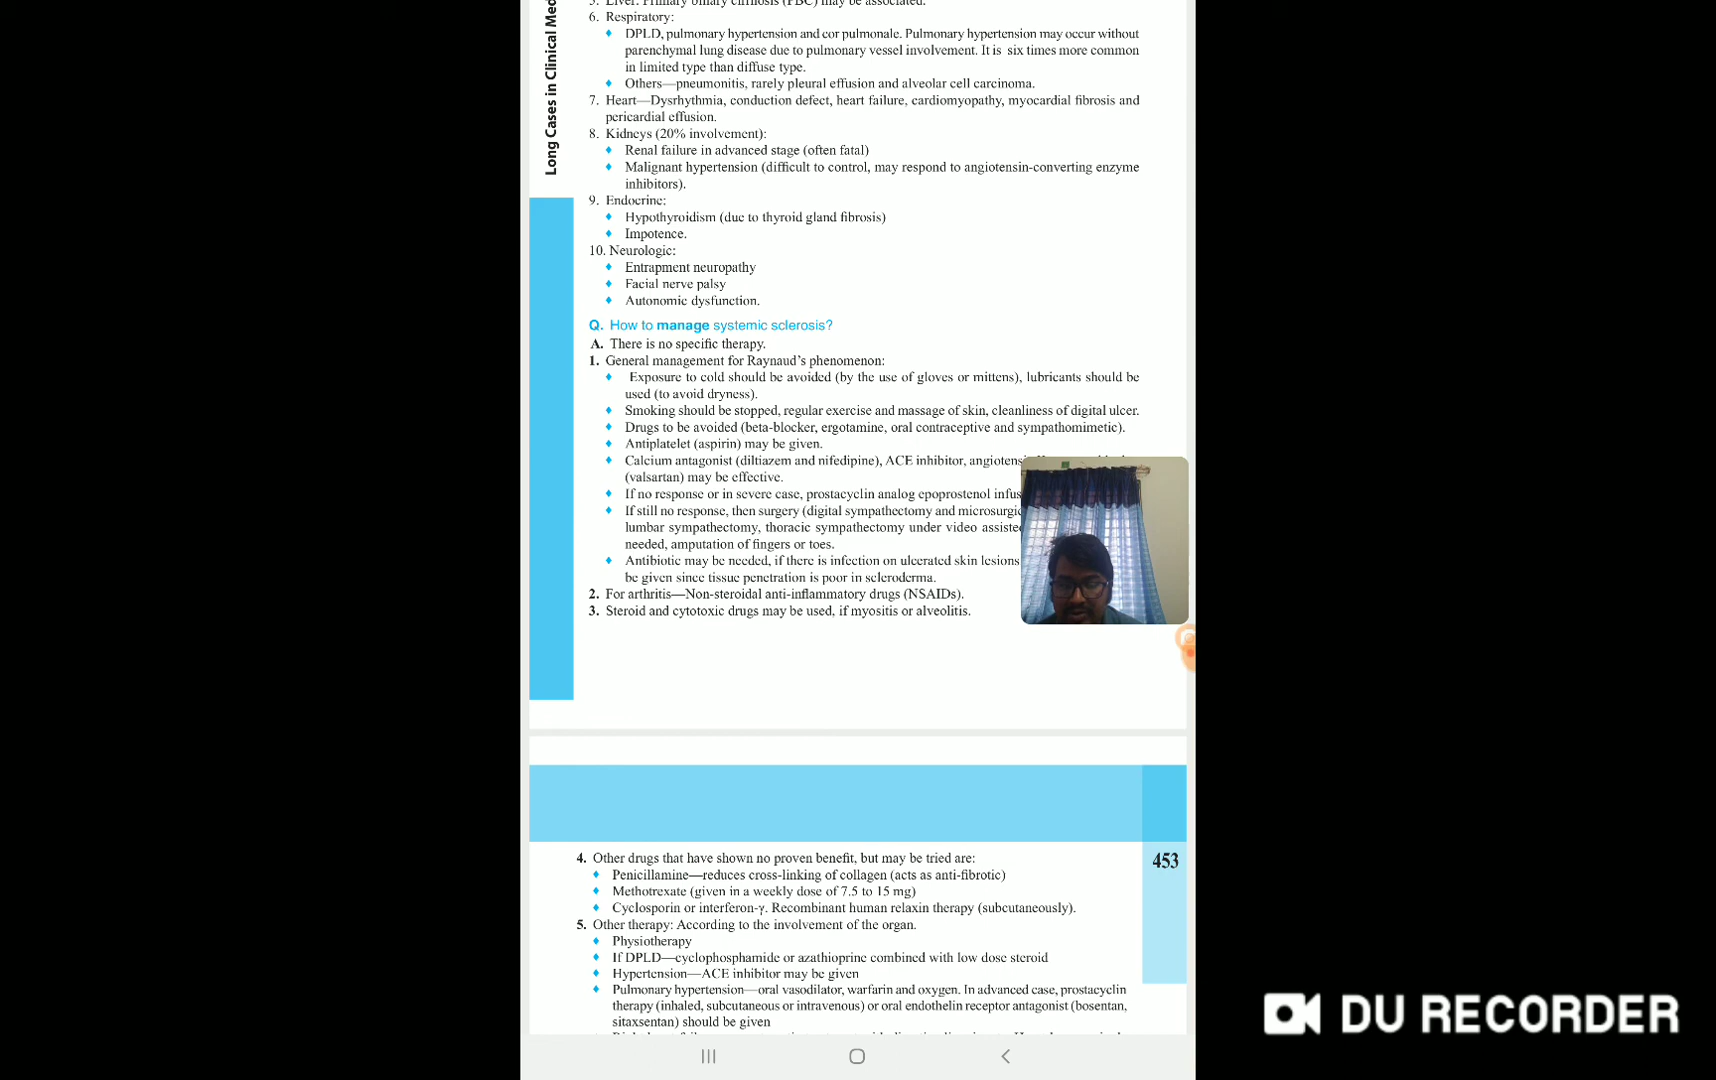 Long Cases in Clinical Med
5. Liver: Primary biliary cirrhosis (PBC) may be associated.
6. Respiratory:
♦ DPLD, pulmonary hypertension and cor pulmonale. Pulmonary hypertension may occur without
parenchymal lung disease due to pulmonary vessel involvement. It is six times more common
in limited type than diffuse type.
♦ Others—pneumonitis, rarely pleural effusion and alveolar cell carcinoma.
7. Heart—Dysrhythmia, conduction defect, heart failure, cardiomyopathy, myocardial fibrosis and
pericardial effusion.
8. Kidneys (20% involvement):
♦ Renal failure in advanced stage (often fatal)
♦ Malignant hypertension (difficult to control, may respond to angiotensin-converting enzyme
inhibitors).
9. Endocrine:
♦ Hypothyroidism (due to thyroid gland fibrosis)
♦ Impotence.
10. Neurologic:
♦ Entrapment neuropathy
♦ Facial nerve palsy
♦ Autonomic dysfunction.
Q. How to manage systemic sclerosis?
A. There is no specific therapy.
1. General management for Raynaud’s phenomenon:
♦ Exposure to cold should be avoided (by the use of gloves or mittens), lubricants should be
used (to avoid dryness).
♦ Smoking should be stopped, regular exercise and massage of skin, cleanliness of digital ulcer.
♦ Drugs to be avoided (beta-blocker, ergotamine, oral contraceptive and sympathomimetic).
♦ Antiplatelet (aspirin) may be given.
♦ Calcium antagonist (diltiazem and nifedipine), ACE inhibitor,
(valsartan) may be effective.
♦ If no response or in severe case, prostacyclin analog epoprostenol infus
♦ If still no response, then surgery (digital sympathectomy and microsurgic
lumbar sympathectomy, thoracic sympathectomy under video assiste
needed, amputation of fingers or toes.
♦ Antibiotic may be needed, if there is infection on ulcerated skin lesions
be given since tissue penetration is poor in scleroderma.
2. For arthritis—Non-steroidal anti-inflammatory drugs (NSAIDs).
3. Steroid and cytotoxic drugs may be used, if myositis or alveolitis.
453
4. Other drugs that have shown no proven benefit, but may be tried are:
♦ Penicillamine—reduces cross-linking of collagen (acts as anti-fibrotic)
♦ Methotrexate (given in a weekly dose of 7.5 to 15 mg)
♦ Cyclosporin or interferon-γ. Recombinant human relaxin therapy (subcutaneously).
5. Other therapy: According to the involvement of the organ.
♦ Physiotherapy
♦ If DPLD—cyclophosphamide or azathioprine combined with low dose steroid
♦ Hypertension—ACE inhibitor may be given
♦ Pulmonary hypertension—oral vasodilator, warfarin and oxygen. In advanced case, prostacyclin
therapy (inhaled, subcutaneous or intravenous) or oral endothelin receptor antagonist (bosentan,
sitaxsentan) should be given
DU RECORDER